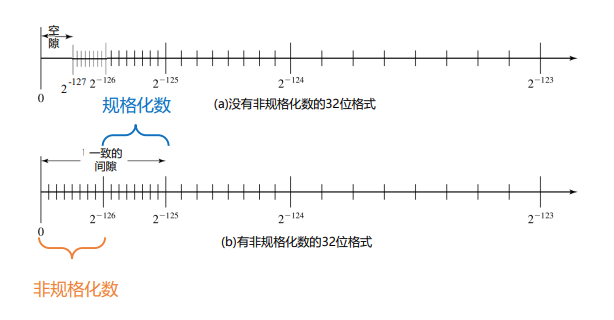 空
隙
0
2^-127
2^-126
2^-125
2^-124
2^-123
规格化数
(a)没有非规格化数的32位格式
一致的
间隙
0
2^-126
2^-125
2^-124
2^-123
(b)有非规格化数的32位格式
非规格化数